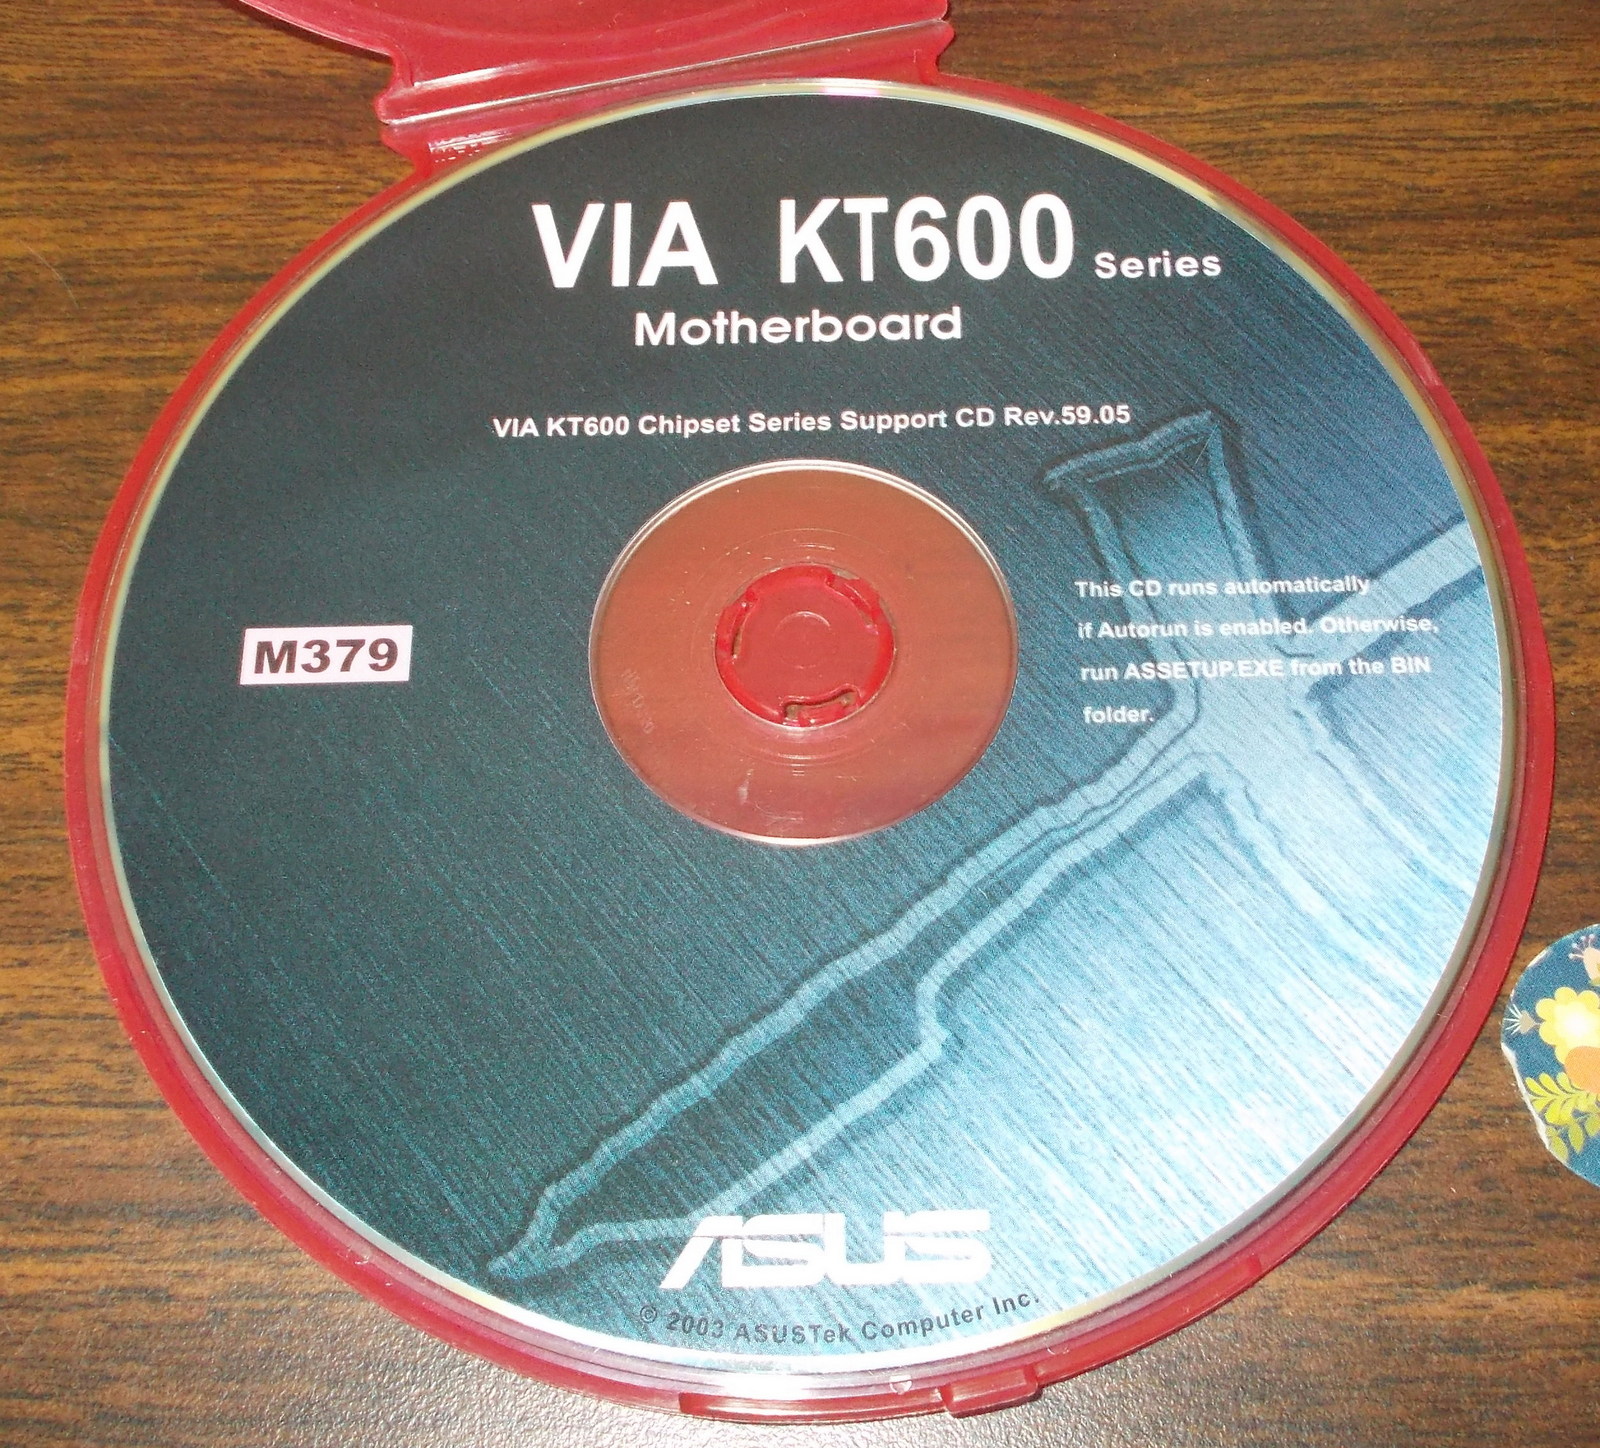 VIA KT600 Series
Motherboard
VIA KT600 Chipset Series Support CD Rev.59.05
This CD runs automatically
if Autorun is enabled. Otherwise,
run ASSETUP.EXE from the BIN
folder.
M379
ASUS
© 2003 ASUSTek Computer Inc.